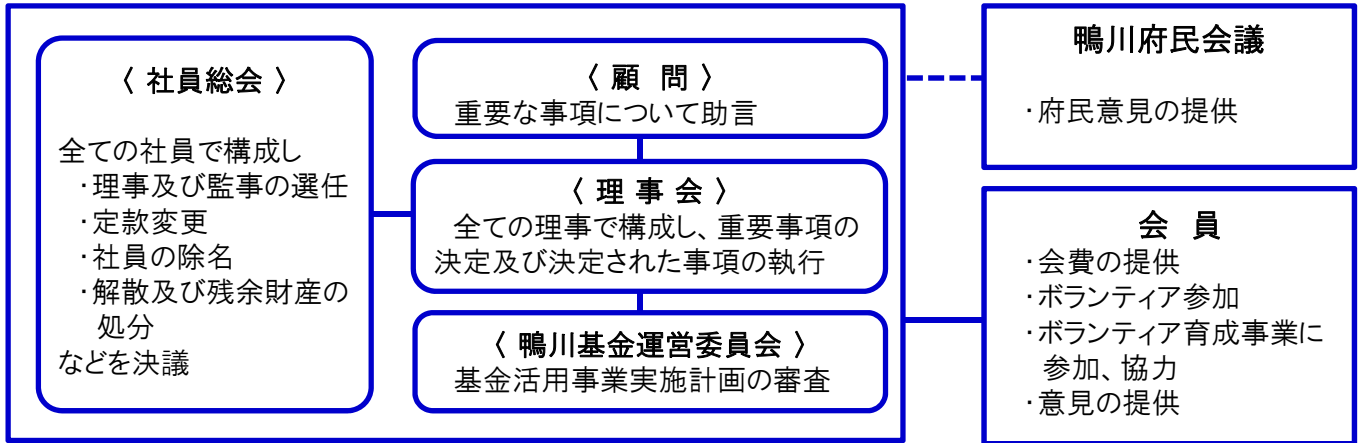 〈 社員総会 〉
全ての社員で構成し
・理事及び監事の選任
・定款変更
・社員の除名
・解散及び残余財産の
処分
などを決議
〈 顧 問 〉
重要な事項について助言
〈 理 事 会 〉
全ての理事で構成し、重要事項の
決定及び決定された事項の執行
〈 鴨川基金運営委員会 〉
基金活用事業実施計画の審査
鴨川府民会議
・府民意見の提供
会 員
・会費の提供
・ボランティア参加
・ボランティア育成事業に
参加、協力
・意見の提供